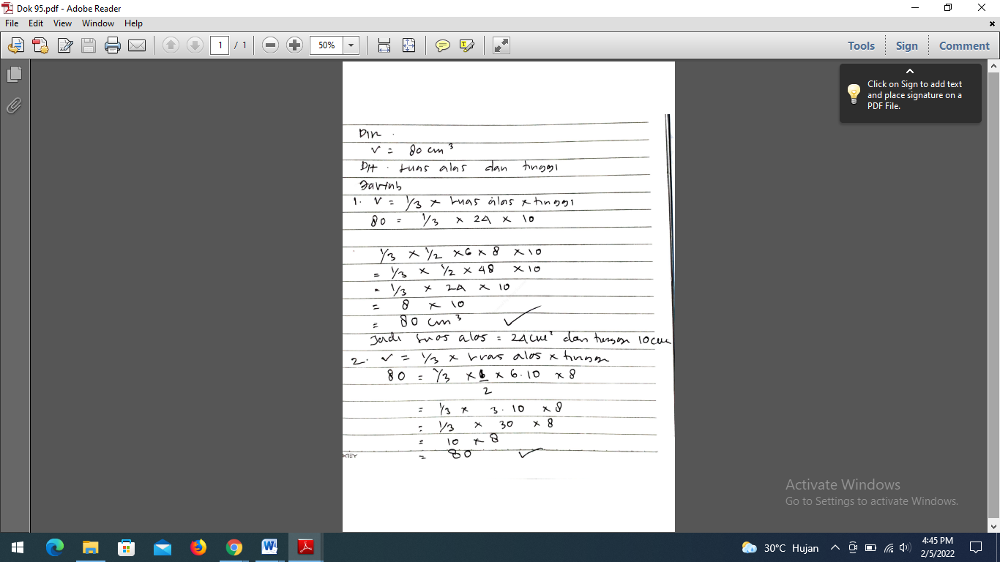 Dok 95.pdf - Adobe Reader
File Edit View Window Help
1 / 1 50% Tools Sign Comment
Click on Sign to add text
and place signature on a
PDF File.
Dik .
V = 80 cm³
Dit . Luas alas dan tinggi
Jawab
1. V = 1/3 × Luas alas × tinggi
80 = 1/3 × 24 × 10
1/3 × 1/2 × 6 × 8 × 10
= 1/3 × 1/2 × 48 × 10
= 1/3 × 24 × 10
= 8 × 10
= 80 cm³ ✓
Jadi Luas alas = 24 cm² dan tinggi 10 cm
2. V = 1/3 × Luas alas × tinggi
80 = 1/3 × 1/2 × 6.10 × 8
= 1/3 × 3.10 × 8
= 1/3 × 30 × 8
= 10 × 8
= 80 ✓
KIEY
Activate Windows
Go to Settings to activate Windows.
30°C Hujan
4:45 PM
2/5/2022